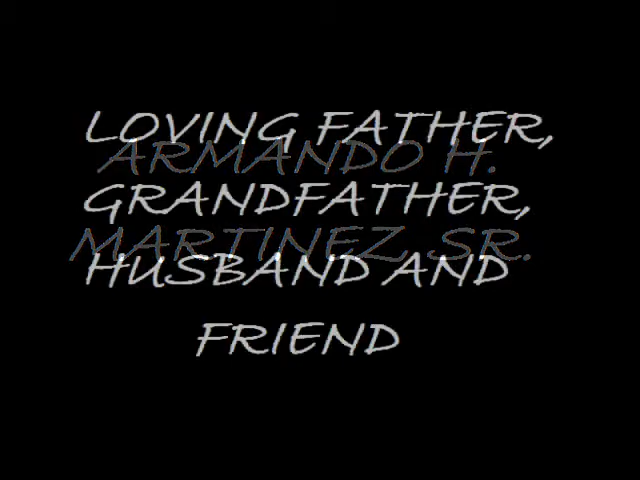 LOVING FATHER,
ARMANDO H.
GRANDFATHER,
MARTINEZ, SR.
HUSBAND AND
FRIEND